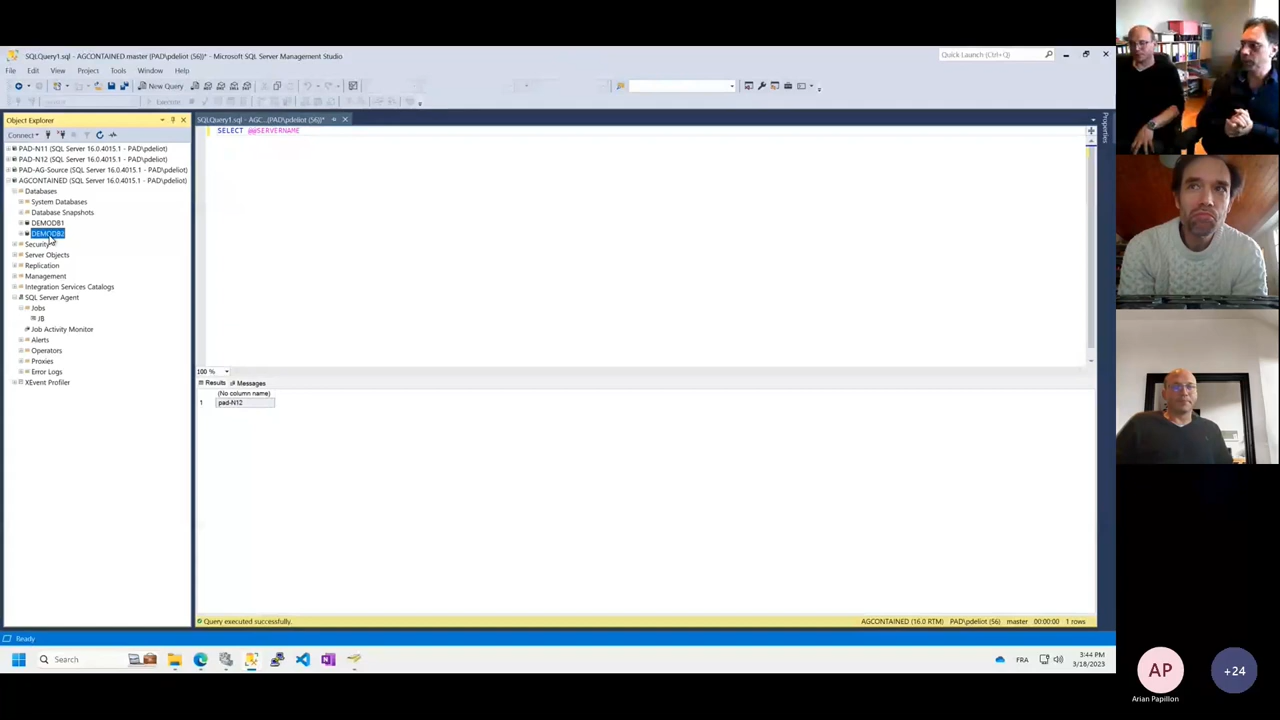 SQLQuery1.sql - AGCONTAINED.master (PAD\pdeliot (56))* - Microsoft SQL Server Management Studio
Quick Launch (Ctrl+Q)
File Edit View Project Tools Window Help
New Query
Execute
Object Explorer
SQLQuery1.sql - AGC...(PAD\pdeliot (56))*
Properties
Connect
SELECT @@SERVERNAME
PAD-N11 (SQL Server 16.0.4015.1 - PAD\pdeliot)
PAD-N12 (SQL Server 16.0.4015.1 - PAD\pdeliot)
PAD-AG-Source (SQL Server 16.0.4015.1 - PAD\pdeliot)
AGCONTAINED (SQL Server 16.0.4015.1 - PAD\pdeliot)
Databases
System Databases
Database Snapshots
DEMODB1
DEMODB2
Security
Server Objects
Replication
Management
Integration Services Catalogs
SQL Server Agent
Jobs
JB
Job Activity Monitor
Alerts
Operators
Proxies
Error Logs
XEvent Profiler
100 %
Results Messages
(No column name)
1 pad-N12
Query executed successfully.
AGCONTAINED (16.0 RTM) PAD\pdeliot (56) master 00:00:00 1 rows
Ready
Search
FRA
3:44 PM
3/18/2023
AP
+24
Arian Papillon